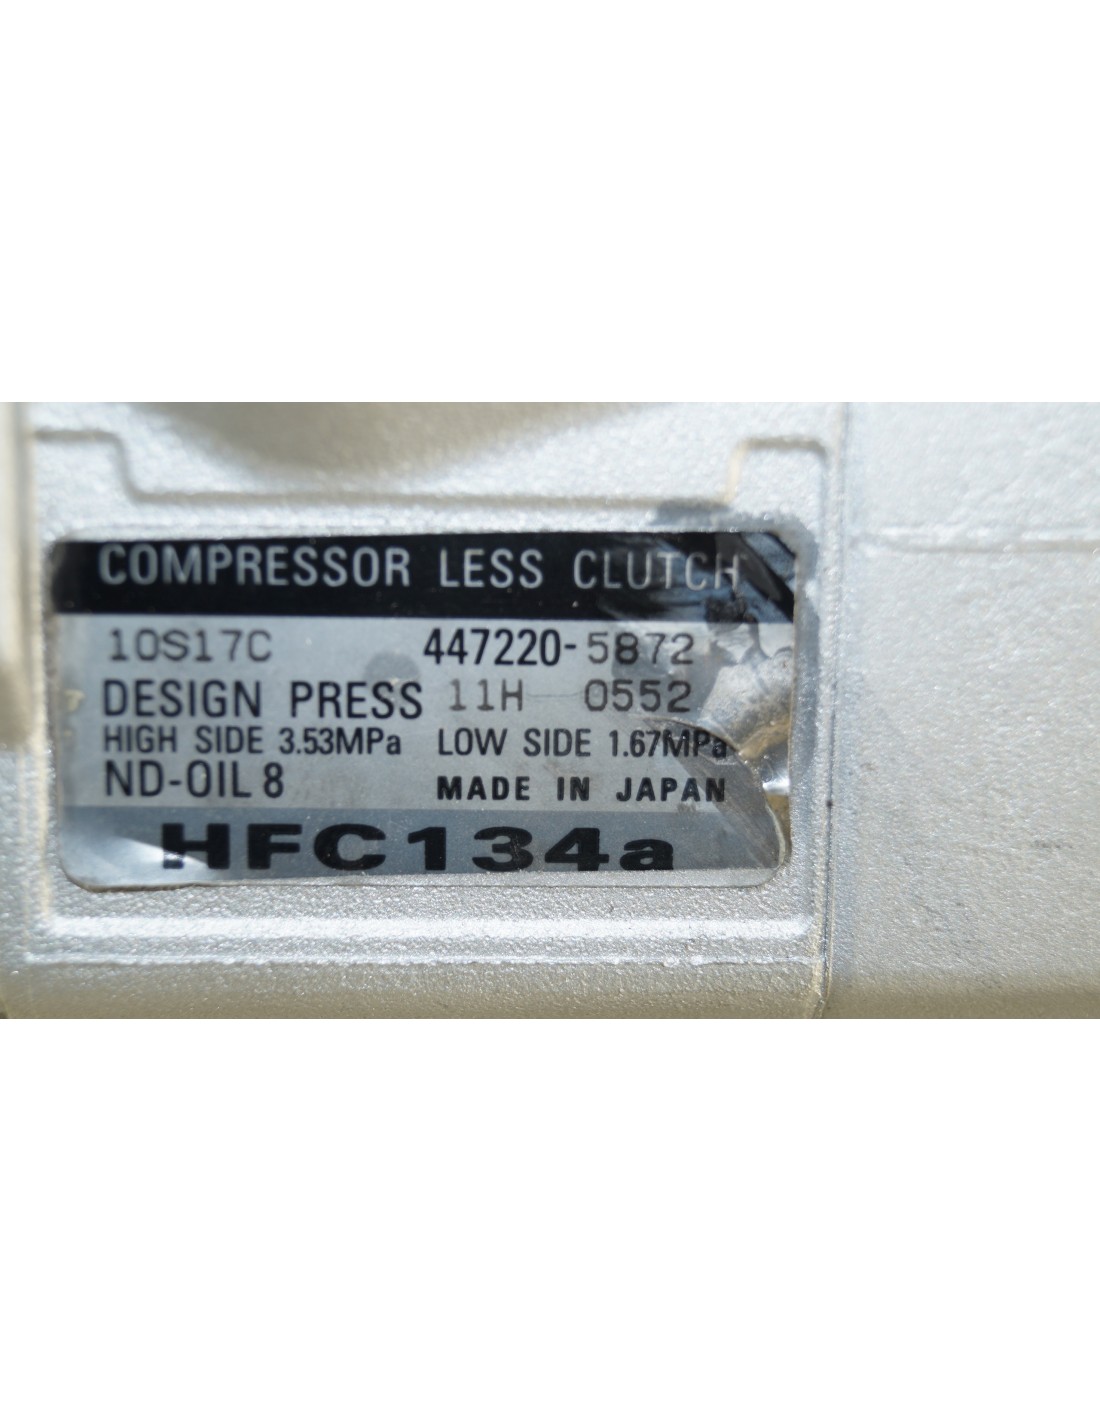 COMPRESSOR LESS CLUTCH
10S17C 447220-5872
DESIGN PRESS 11H 0552
HIGH SIDE 3.53MPa LOW SIDE 1.67MPa
ND-OIL 8 MADE IN JAPAN
HFC134a